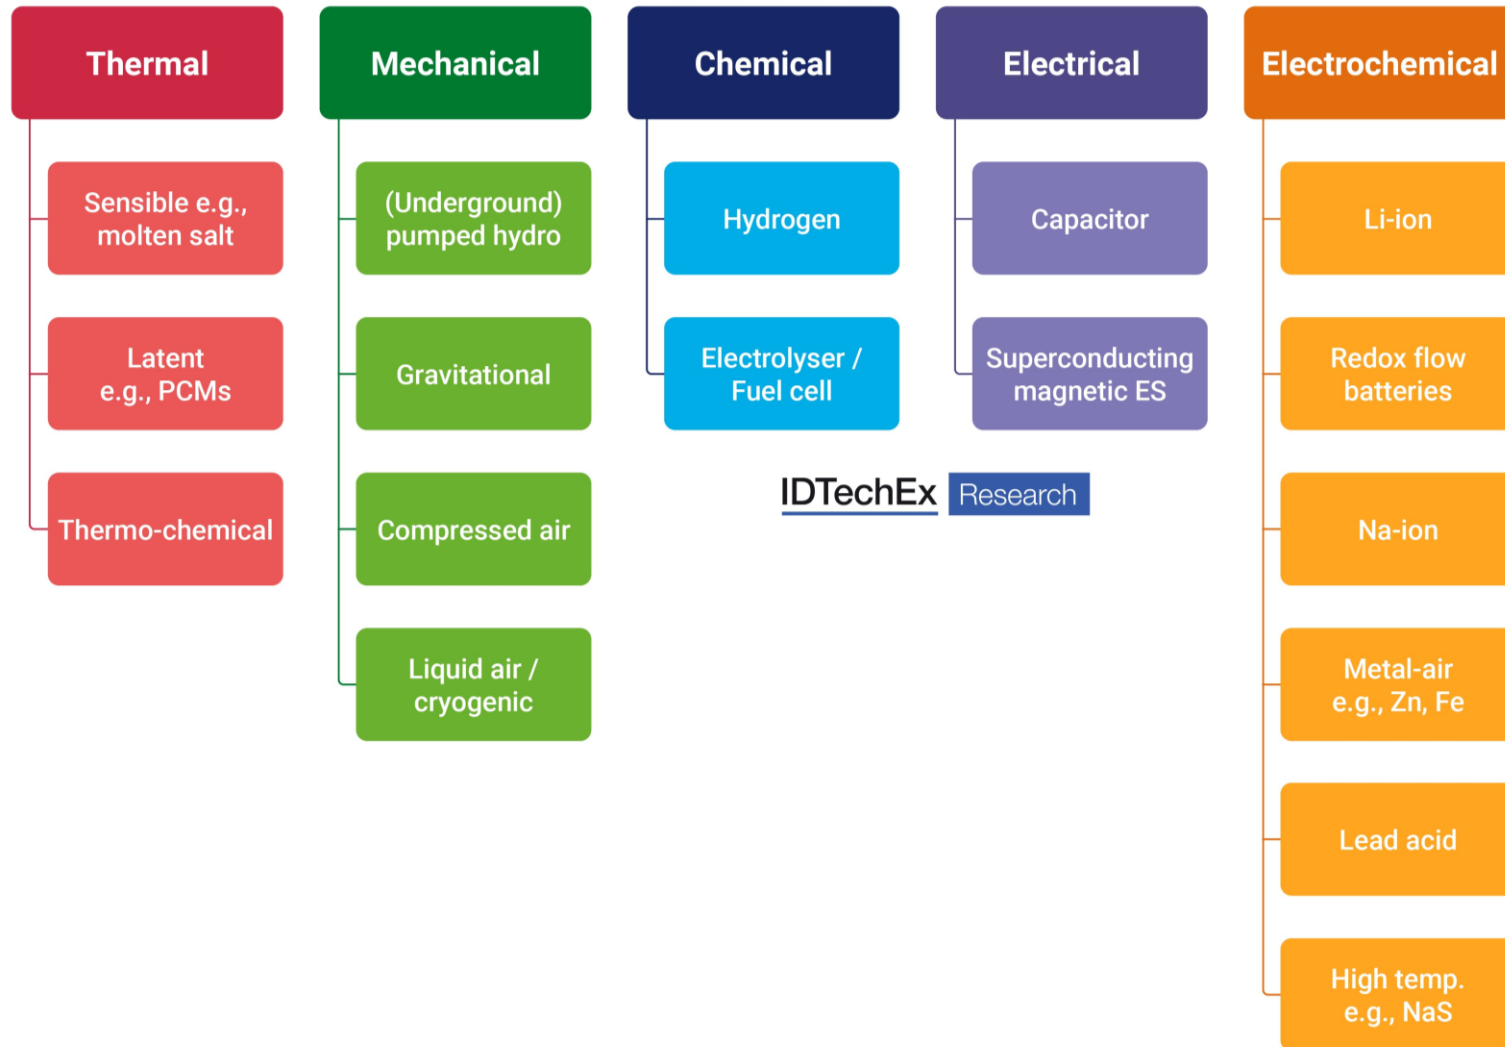 Thermal
Sensible e.g.,
molten salt
Latent
e.g., PCMs
Thermo-chemical
Mechanical
(Underground)
pumped hydro
Gravitational
Compressed air
Liquid air /
cryogenic
Chemical
Hydrogen
Electrolyser /
Fuel cell
Electrical
Capacitor
Superconducting
magnetic ES
IDTechEx Research
Electrochemical
Li-ion
Redox flow
batteries
Na-ion
Metal-air
e.g., Zn, Fe
Lead acid
High temp.
e.g., NaS